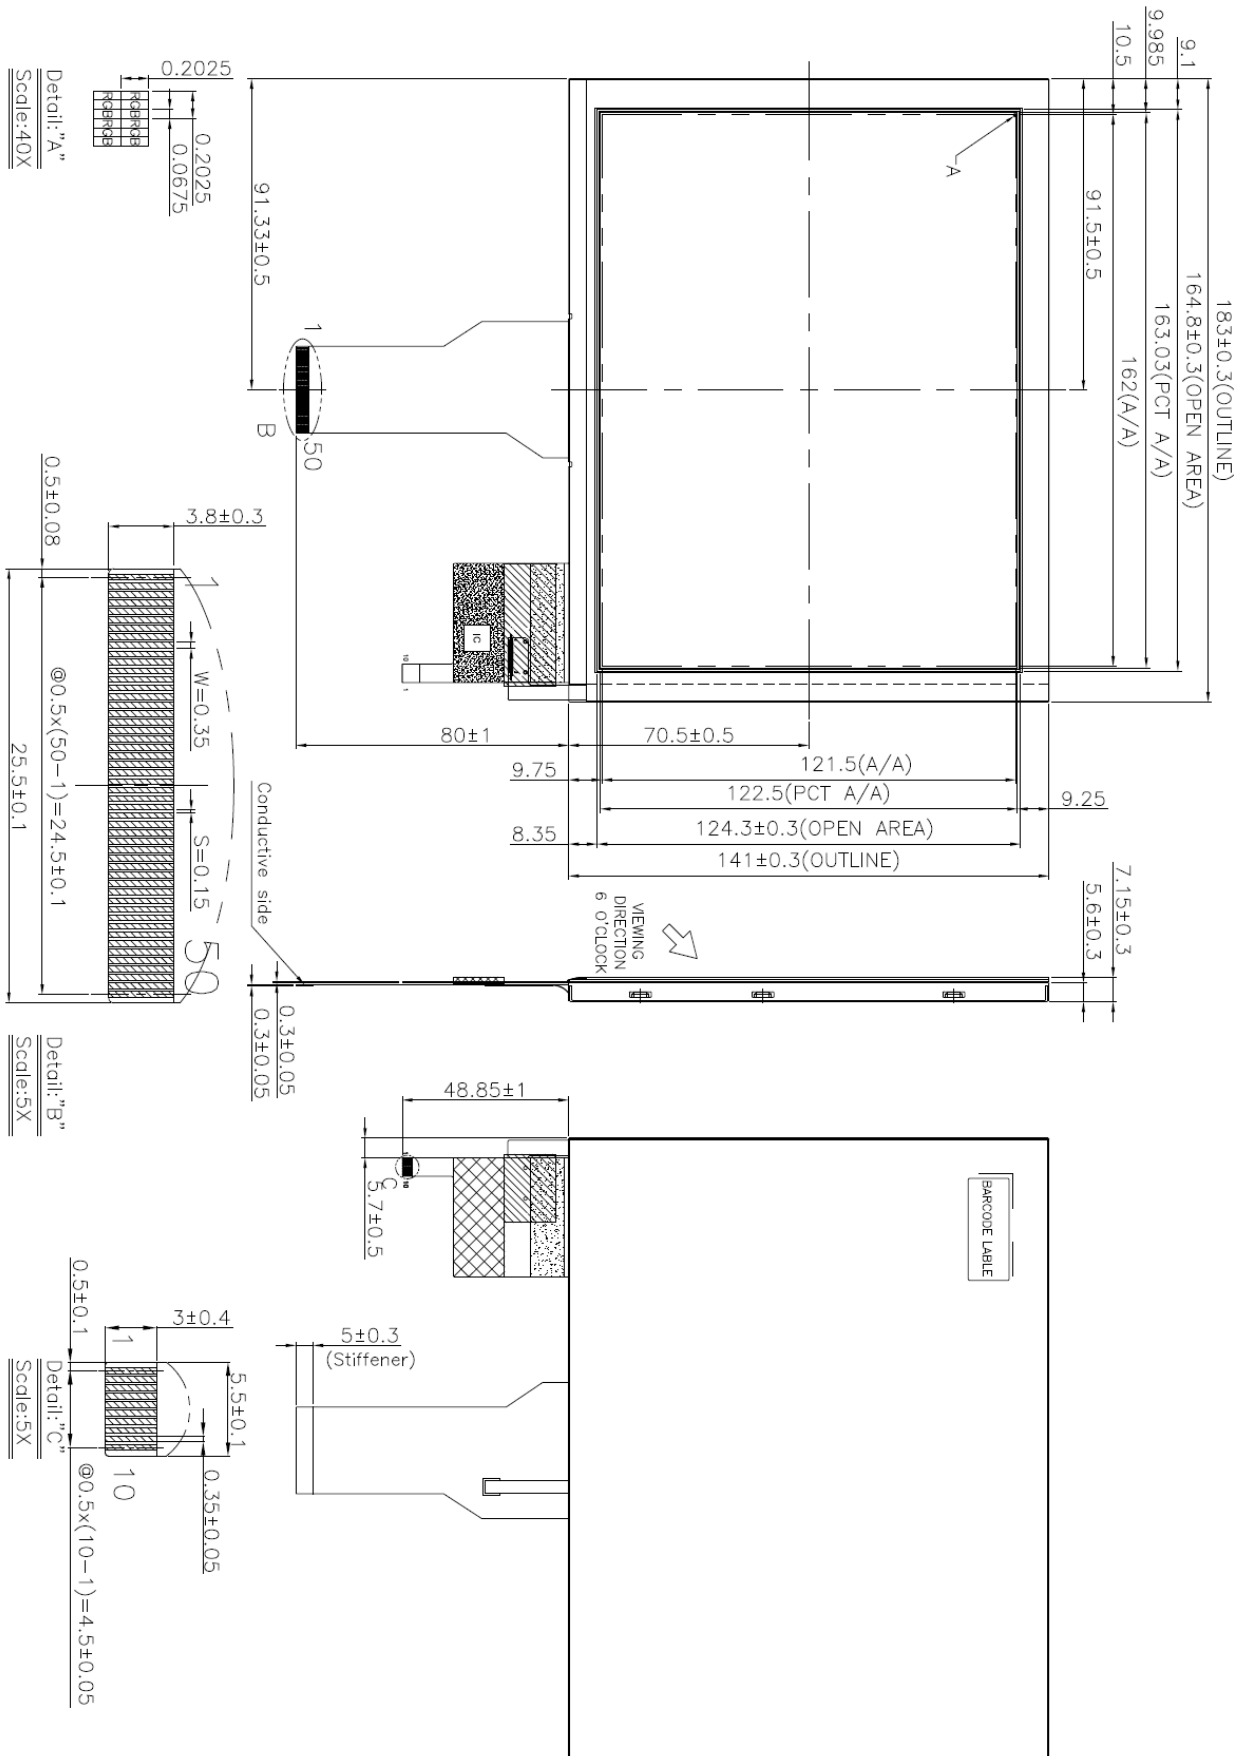 183±0.3(OUTLINE)
164.8±0.3(OPEN AREA)
163.03(PCT A/A)
162(A/A)
9.1
9.985
10.5
91.5±0.5
A
91.33±0.5
1
50
B
IC
10
1
80±1
70.5±0.5
9.75
121.5(A/A)
122.5(PCT A/A)
9.25
8.35
124.3±0.3(OPEN AREA)
141±0.3(OUTLINE)
0.2025
0.2025
0.0675
RGBRGB
RGBRGB
Detail:"A"
Scale:40X
7.15±0.3
5.6±0.3
VIEWING
DIRECTION
6 O'CLOCK
Conductive side
0.3±0.05
0.3±0.05
3.8±0.3
0.5±0.08
1
W=0.35
S=0.15
50
@0.5x(50-1)=24.5±0.1
25.5±0.1
Detail:"B"
Scale:5X
48.85±1
5.7±0.5
C
1
10
BARCODE LABLE
5±0.3
(Stiffener)
3±0.4
0.5±0.1
1
10
5.5±0.1
0.35±0.05
@0.5x(10-1)=4.5±0.05
Detail:"C"
Scale:5X